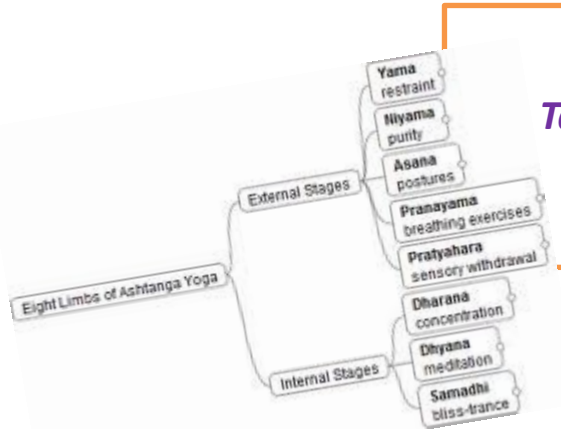 Yama
restraint
Niyama
purity
Asana
postures
External Stages
Pranayama
breathing exercises
Pratyahara
sensory withdrawal
Eight Limbs of Ashtanga Yoga
Dharana
concentration
Dhyana
meditation
Internal Stages
Samadhi
bliss-trance